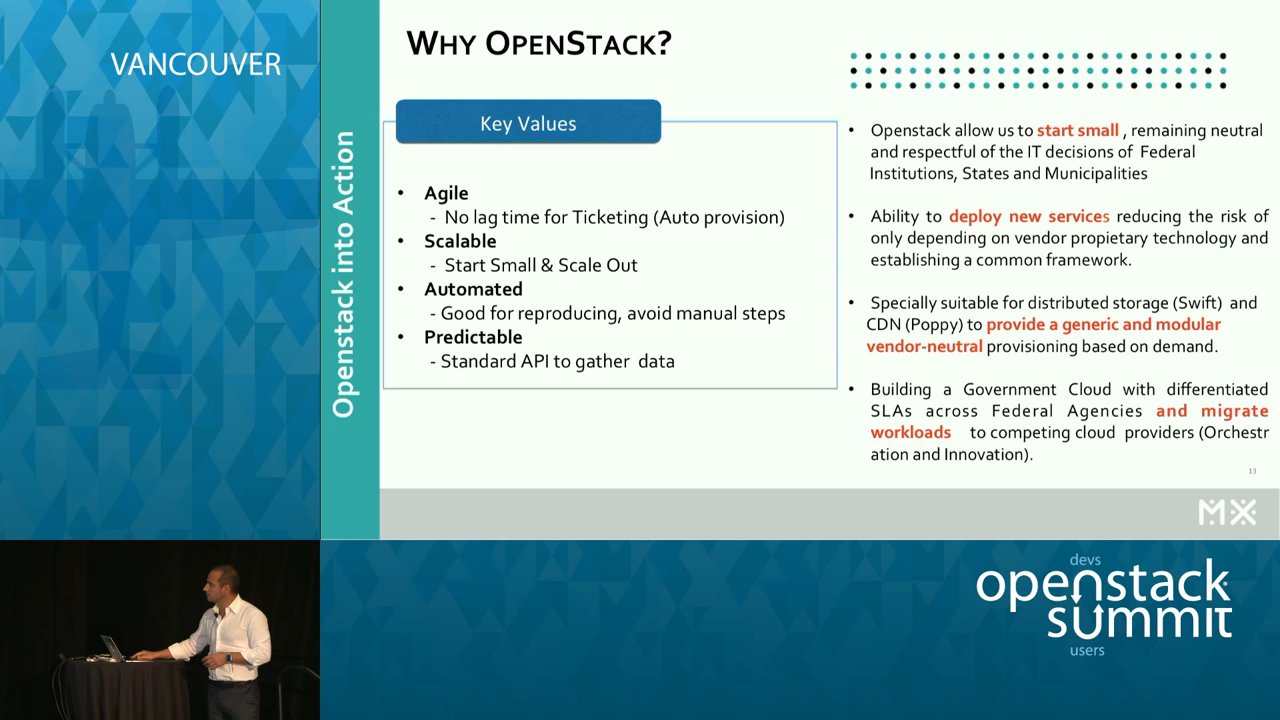 VANCOUVER
Openstack into Action
WHY OPENSTACK?
Key Values
• Agile
- No lag time for Ticketing (Auto provision)
• Scalable
- Start Small & Scale Out
• Automated
- Good for reproducing, avoid manual steps
• Predictable
- Standard API to gather data
• Openstack allow us to start small , remaining neutral
and respectful of the IT decisions of Federal
Institutions, States and Municipalities
• Ability to deploy new services reducing the risk of
only depending on vendor propietary technology and
establishing a common framework.
• Specially suitable for distributed storage (Swift) and
CDN (Poppy) to provide a generic and modular
vendor-neutral provisioning based on demand.
• Building a Government Cloud with differentiated
SLAs across Federal Agencies and migrate
workloads to competing cloud providers (Orchestr
ation and Innovation).
13
MX
devs
openstack
summit
users